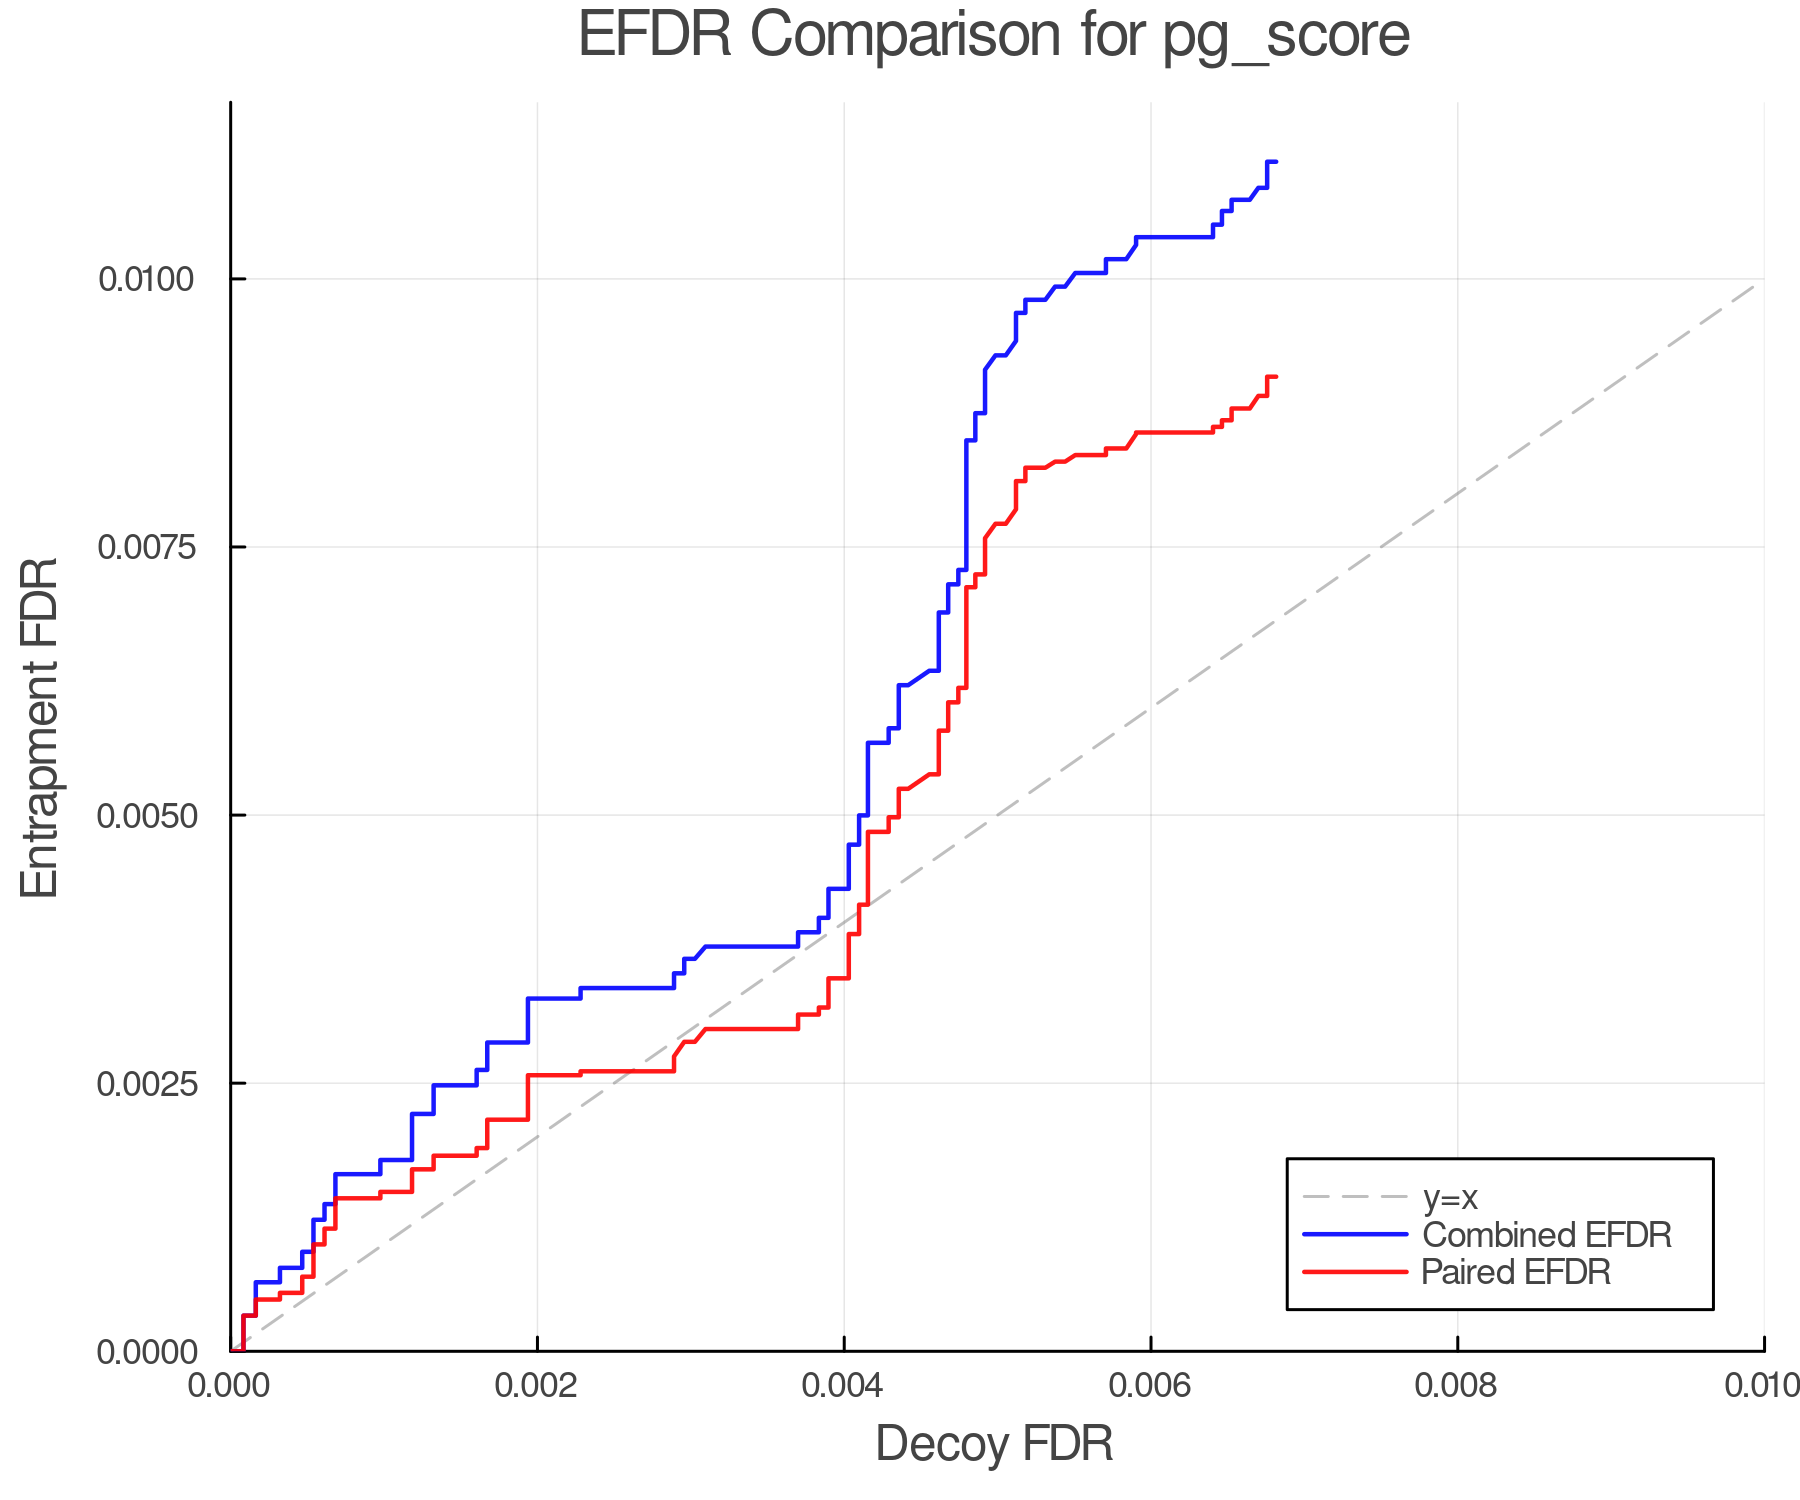 EFDR Comparison for pg_score
Entrapment FDR
0.0100
0.0075
0.0050
0.0025
0.0000
0.000
0.002
0.004
0.006
0.008
0.010
Decoy FDR
y=x
Combined EFDR
Paired EFDR